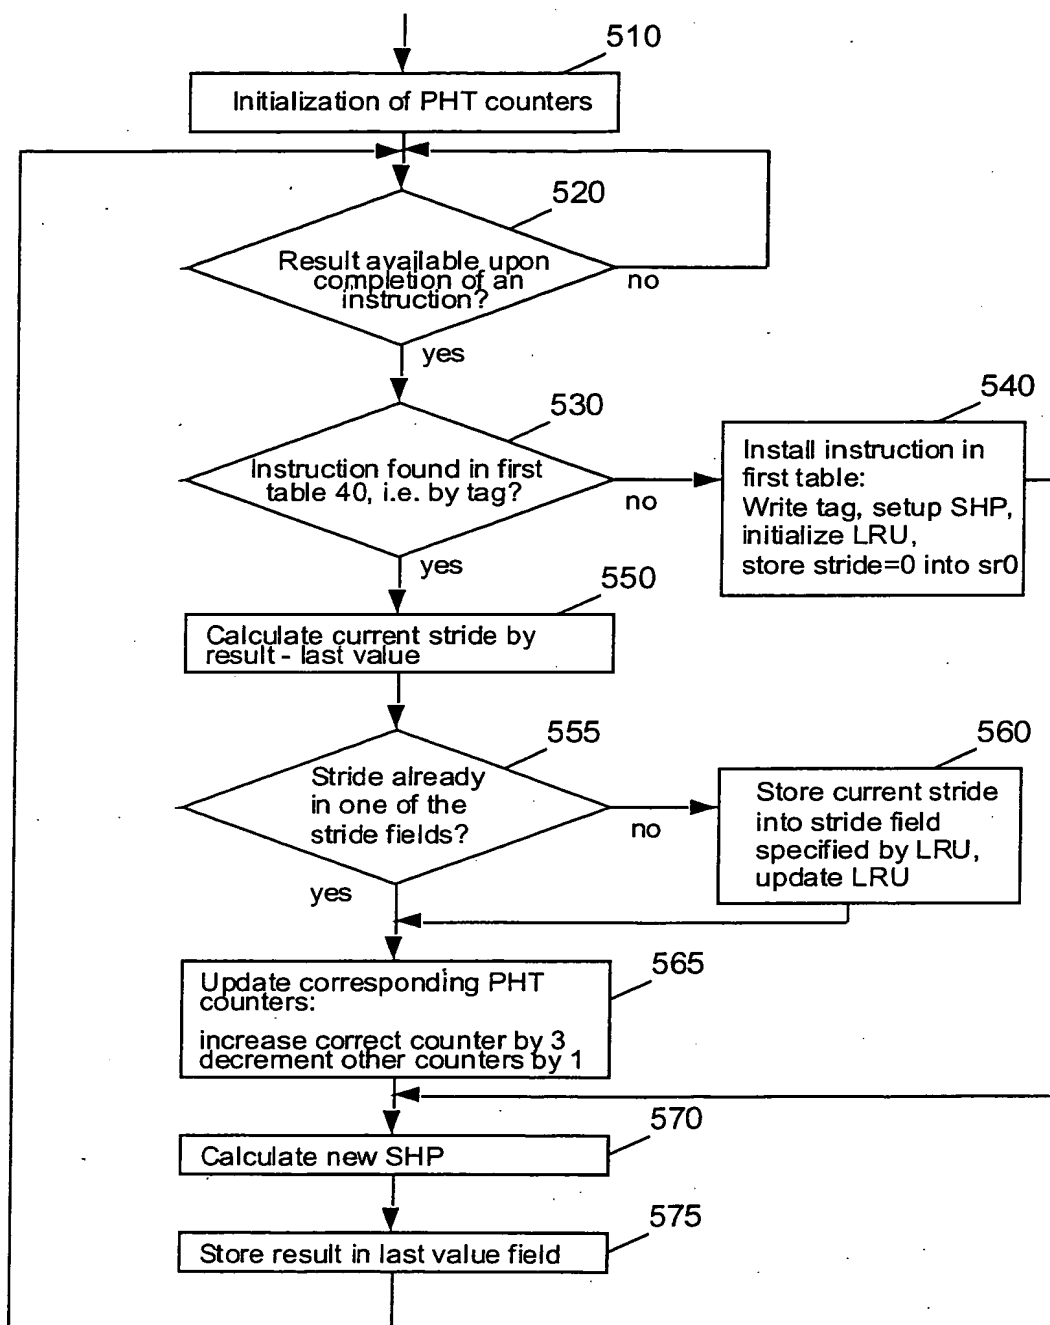 510
Initialization of PHT counters
520
Result available upon
completion of an
instruction?
no
yes
530
540
Instruction found in first
table 40, i.e. by tag?
no
Install instruction in
first table:
Write tag, setup SHP,
initialize LRU,
store stride=0 into sr0
yes
550
Calculate current stride by
result - last value
555
560
Stride already
in one of the
stride fields?
no
Store current stride
into stride field
specified by LRU,
update LRU
yes
565
Update corresponding PHT
counters:
increase correct counter by 3
decrement other counters by 1
570
Calculate new SHP
575
Store result in last value field